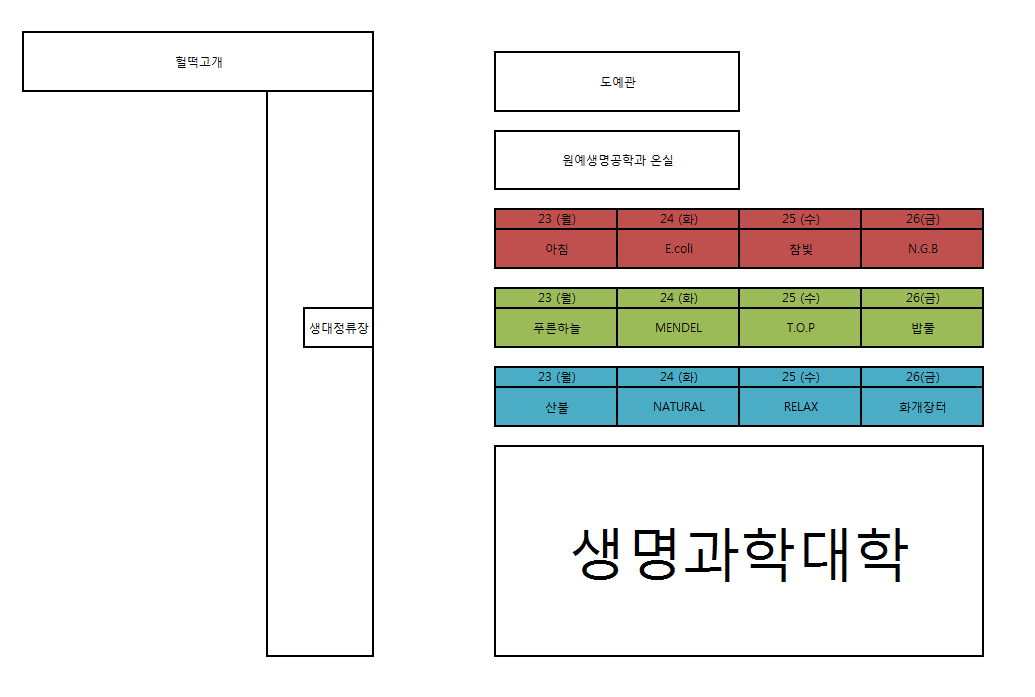 헐떡고개
도예관
원예생명공학과 온실
23 (월) 24 (화) 25 (수) 26(금)
아침 E.coli 참빛 N.G.B
23 (월) 24 (화) 25 (수) 26(금)
푸른하늘 MENDEL T.O.P 밥풀
생대정류장
23 (월) 24 (화) 25 (수) 26(금)
산불 NATURAL RELAX 화개장터
생명과학대학